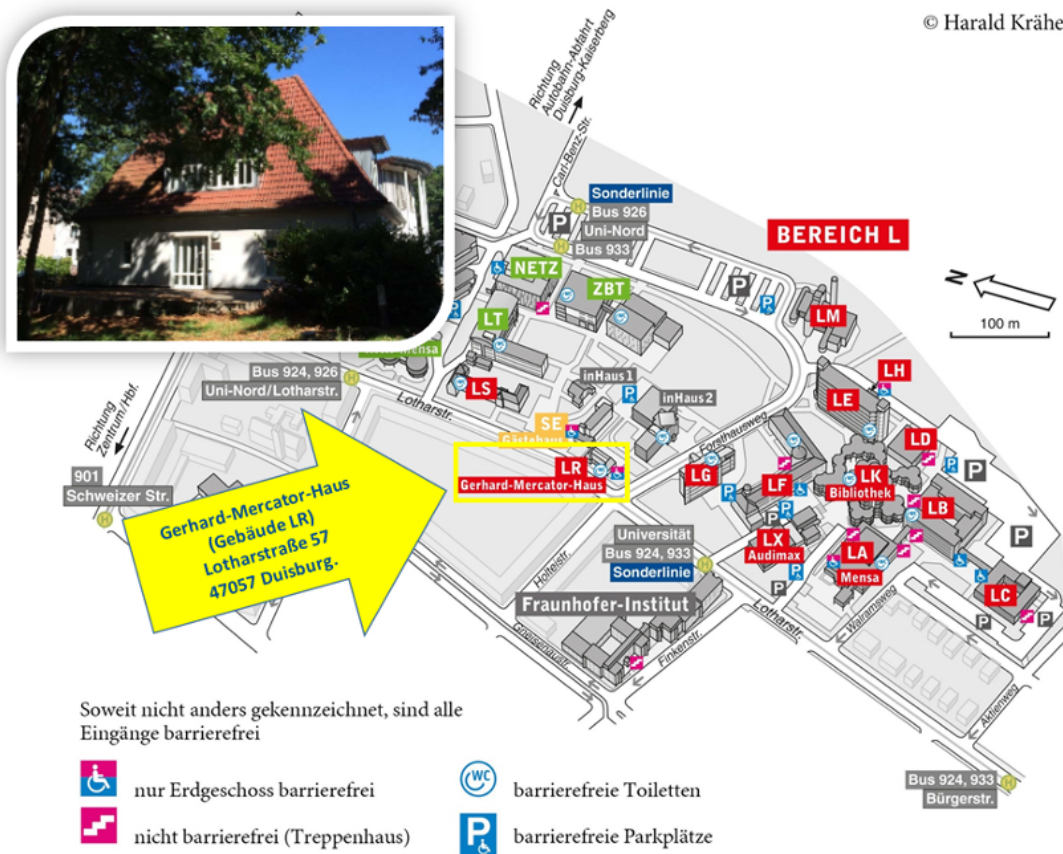 © Harald Krähe
Richtung
Autobahn-Abfahrt
Duisburg-Kaiserberg
Carl-Benz-Str.
Sonderlinie
Bus 926
Uni-Nord
Bus 933
BEREICH L
N
100 m
NETZ
ZBT
LT
LM
LH
LE
inHaus1
inHaus2
LS
Bus 924, 926
Uni-Nord/Lotharstr.
Lotharstr.
SE
Forsthausweg
LR
Gerhard-Mercator-Haus
Richtung
Zentrum/Hbf.
901
Schweizer Str.
Gerhard-Mercator-Haus
(Gebäude LR)
Lotharstraße 57
47057 Duisburg.
LG
LF
LD
LK
Bibliothek
LB
LX
Audimax
LA
Mensa
LC
Universität
Bus 924, 933
Sonderlinie
Holteistr.
Fraunhofer-Institut
Gneisenaustr.
Finkenstr.
Lotharstr.
Walramsweg
Aktienweg
Bus 924, 933
Bürgerstr.
Soweit nicht anders gekennzeichnet, sind alle
Eingänge barrierefrei
nur Erdgeschoss barrierefrei
WC
barrierefreie Toiletten
nicht barrierefrei (Treppenhaus)
P
barrierefreie Parkplätze